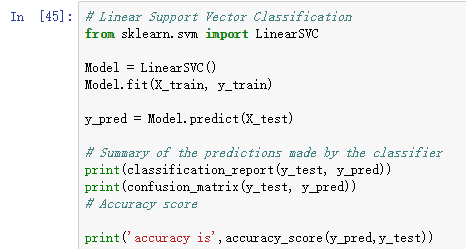 In [45]:
# Linear Support Vector Classification
from sklearn.svm import LinearSVC
Model = LinearSVC()
Model.fit(X_train, y_train)
y_pred = Model.predict(X_test)
# Summary of the predictions made by the classifier
print(classification_report(y_test, y_pred))
print(confusion_matrix(y_test, y_pred))
# Accuracy score
print('accuracy is',accuracy_score(y_pred,y_test))